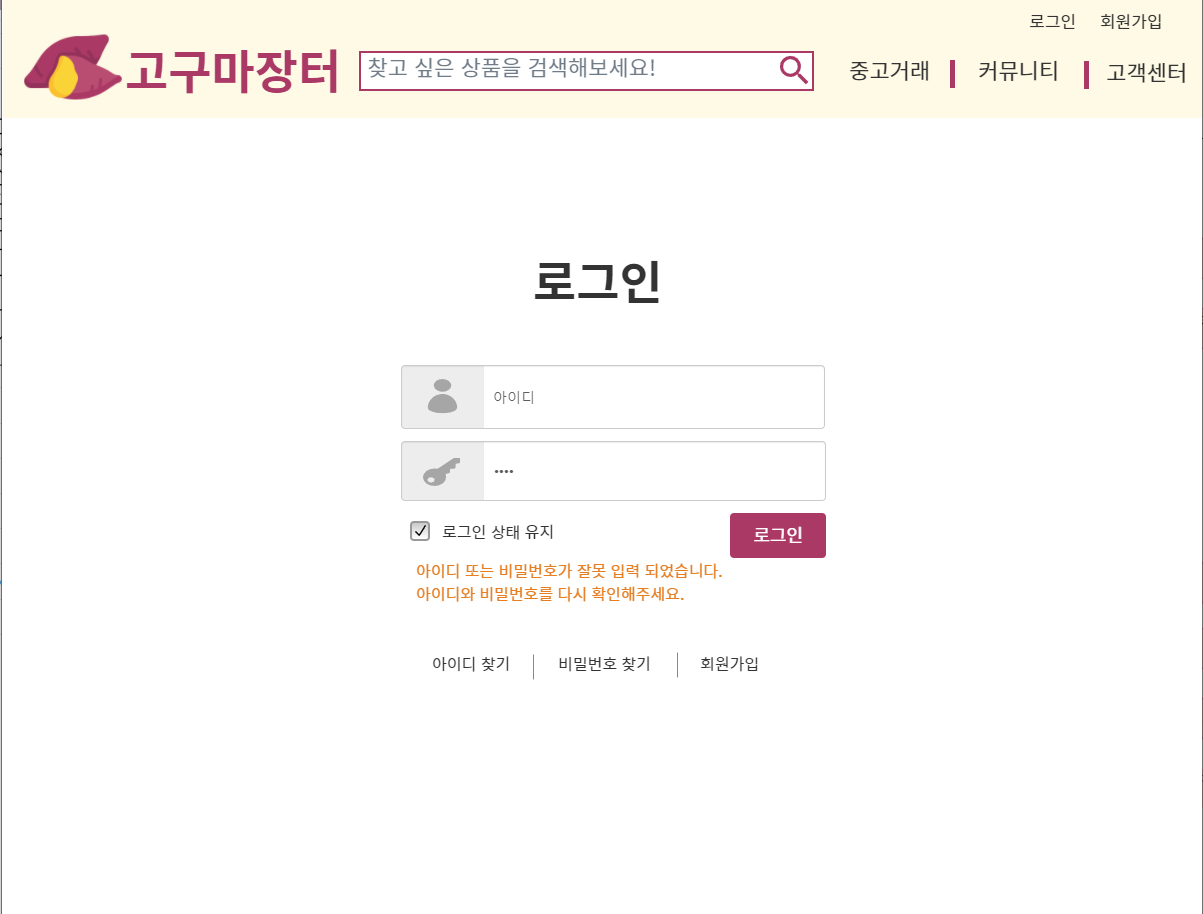 로그인 회원가입
고구마장터 찾고 싶은 상품을 검색해보세요! 중고거래 커뮤니티 고객센터
로그인
아이디
••••
로그인 상태 유지 로그인
아이디 또는 비밀번호가 잘못 입력 되었습니다.
아이디와 비밀번호를 다시 확인해주세요.
아이디 찾기 비밀번호 찾기 회원가입